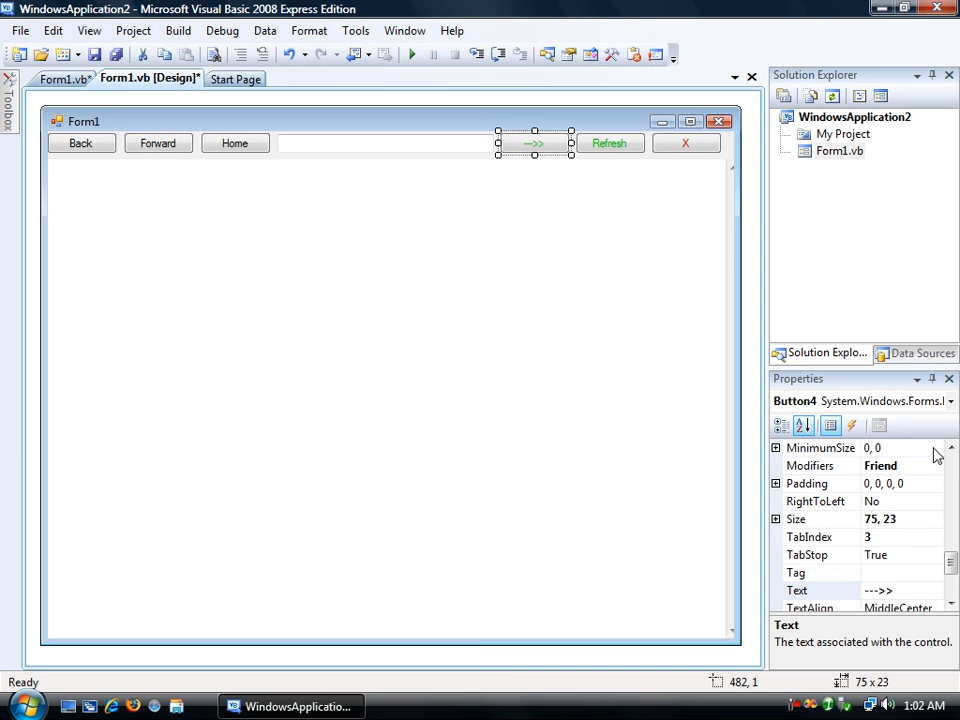 WindowsApplication2 - Microsoft Visual Basic 2008 Express Edition
File Edit View Project Build Debug Data Format Tools Window Help
Toolbox
Form1.vb* Form1.vb [Design]* Start Page
Form1
Back Forward Home --->> Refresh X
Solution Explorer
WindowsApplication2
My Project
Form1.vb
Solution Explo... Data Sources
Properties
Button4 System.Windows.Forms.
MinimumSize 0, 0
Modifiers Friend
Padding 0, 0, 0, 0
RightToLeft No
Size 75, 23
TabIndex 3
TabStop True
Tag
Text --->>
TextAlign MiddleCenter
Text
The text associated with the control.
Ready 482, 1 75 x 23
WindowsApplicatio... 1:02 AM